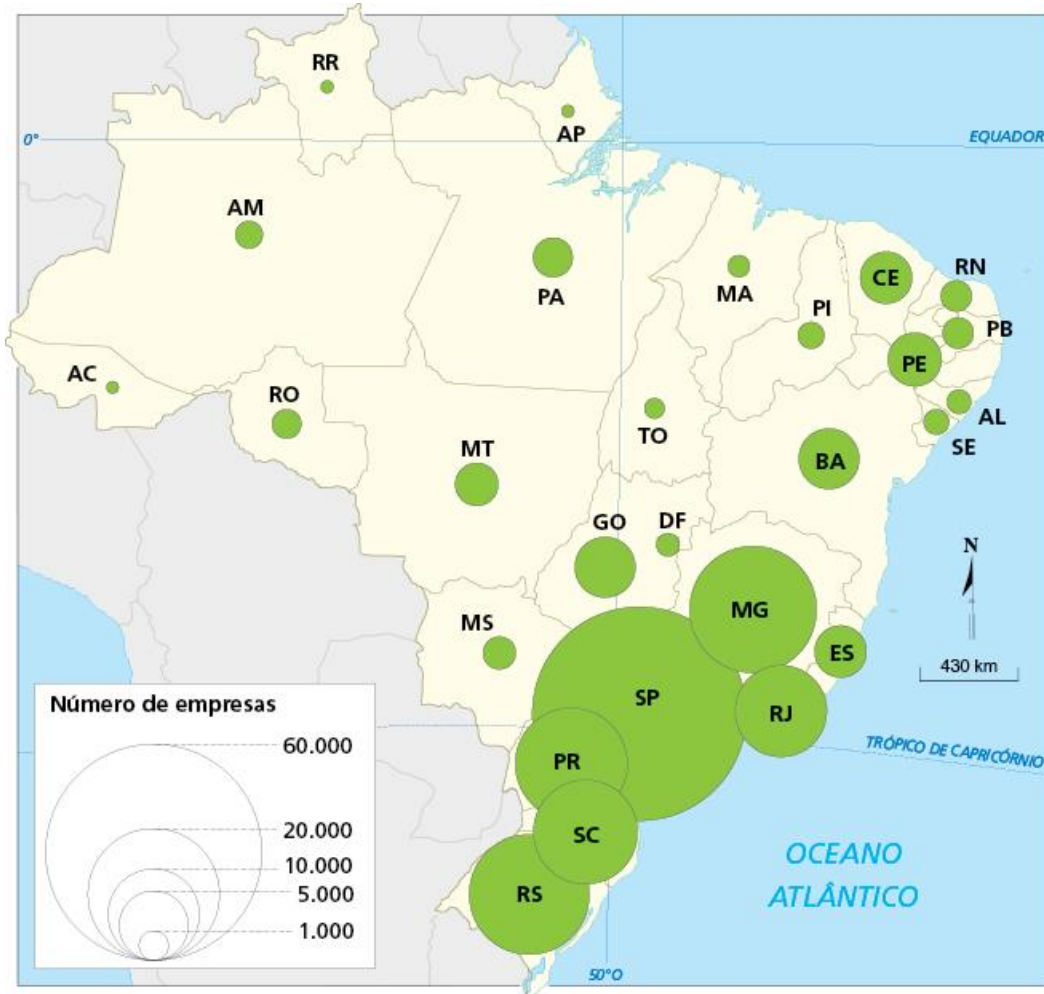 RR
AP
0°
EQUADOR
AM
PA
MA
CE
RN
PI
PB
PE
AC
RO
TO
AL
SE
MT
BA
GO
DF
N
MG
MS
ES
430 km
SP
RJ
Número de empresas
60.000
PR
TRÓPICO DE CAPRICÓRNIO
20.000
SC
10.000
5.000
RS
OCEANO
ATLÂNTICO
1.000
50°O